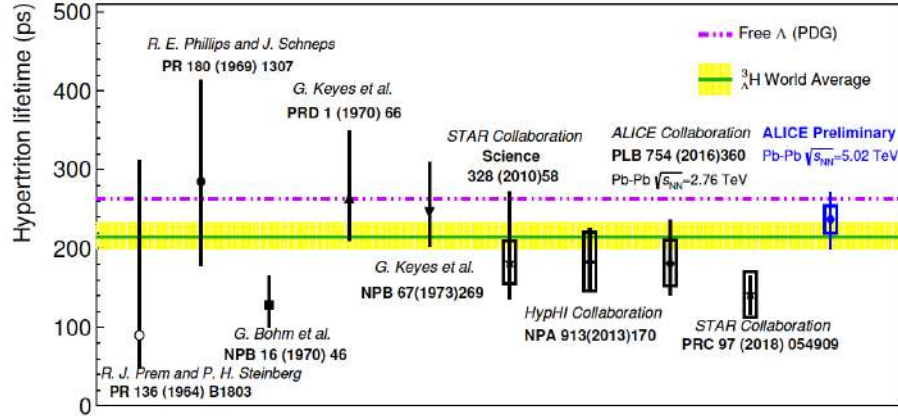 Hypertriton lifetime (ps)
500
400
300
200
100
0
R. E. Phillips and J. Schneps
PR 180 (1969) 1307
G. Keyes et al.
PRD 1 (1970) 66
STAR Collaboration
Science
328 (2010)58
ALICE Collaboration
PLB 754 (2016)360
Pb-Pb √sNN=2.76 TeV
ALICE Preliminary
Pb-Pb √sNN=5.02 TeV
Free Λ (PDG)
3ΛH World Average
G. Keyes et al.
NPB 67(1973)269
G. Bohm et al.
NPB 16 (1970) 46
HypHI Collaboration
NPA 913(2013)170
STAR Collaboration
PRC 97 (2018) 054909
R. J. Prem and P. H. Steinberg
PR 136 (1964) B1803